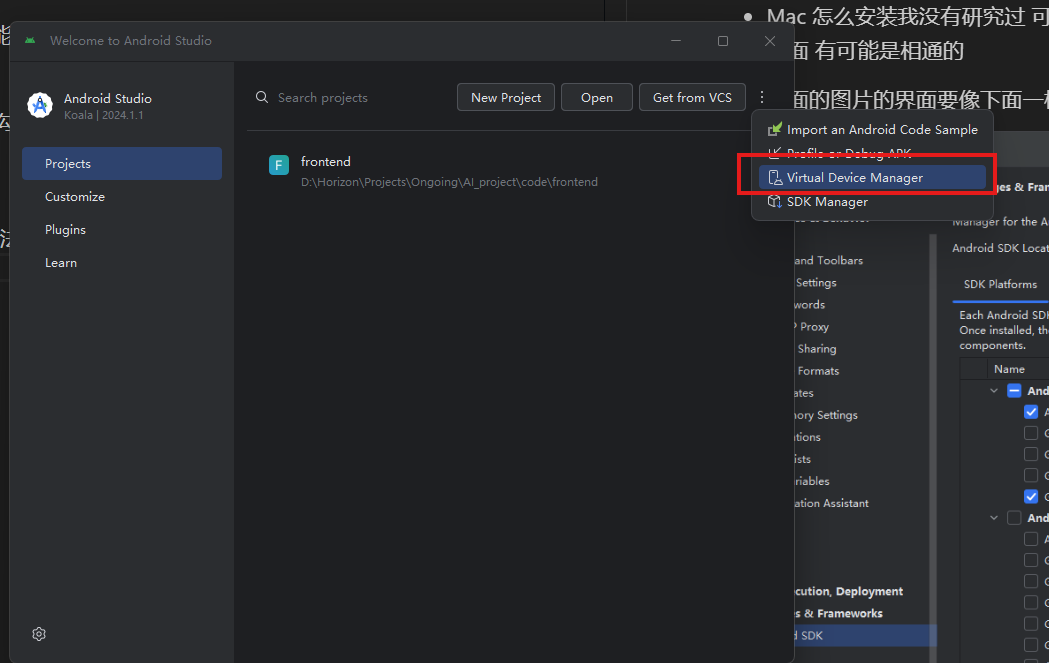 Mac 怎么安装我没有研究过 可
面 有可能是相通的
面的图片的界面要像下面一样
能
法
Welcome to Android Studio
Android Studio
Koala | 2024.1.1
Projects
Customize
Plugins
Learn
Search projects
New Project
Open
Get from VCS
F
frontend
D:\Horizon\Projects\Ongoing\AI_project\code\frontend
Import an Android Code Sample
Profile or Debug APK
Virtual Device Manager
SDK Manager
and Toolbars
Settings
words
Proxy
Sharing
Formats
ates
ory Settings
tions
ists
riables
ation Assistant
cution, Deployment
s & Frameworks
d SDK
ges & Fra
Manager for the A
Android SDK Locat
SDK Platforms
Each Android SDK
Once installed, th
components.
Name
And
And